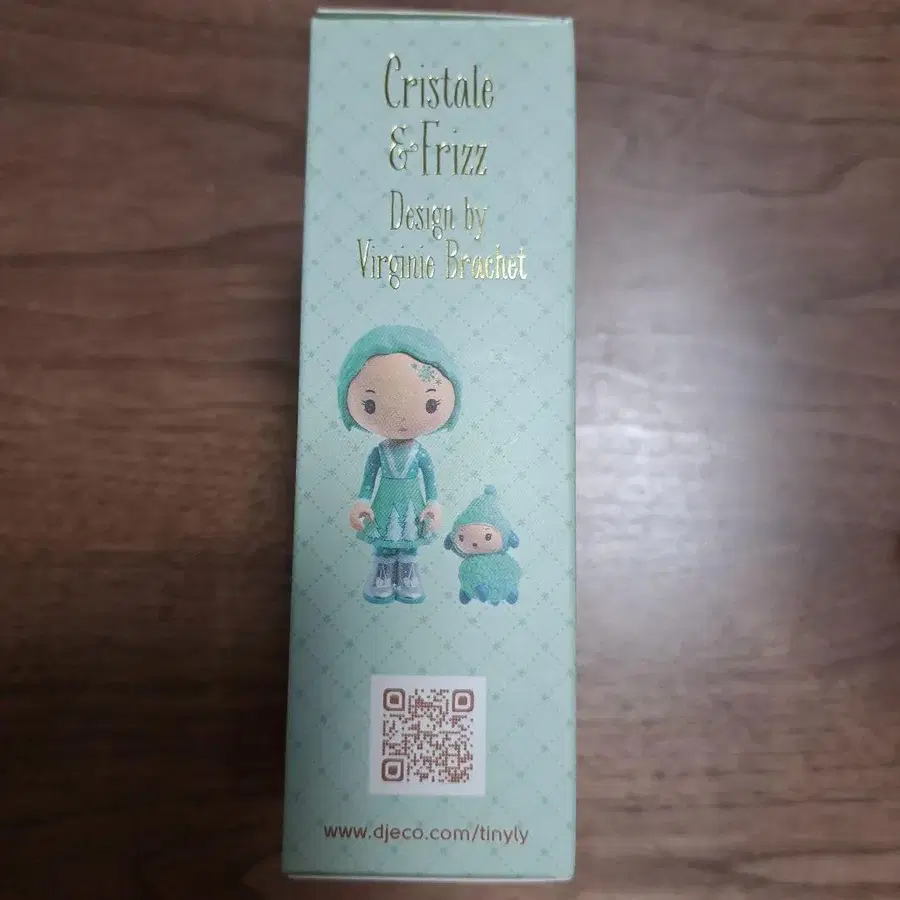 Cristale
& Frizz
Design by
Virginie Brachet
www.djeco.com/tinyly